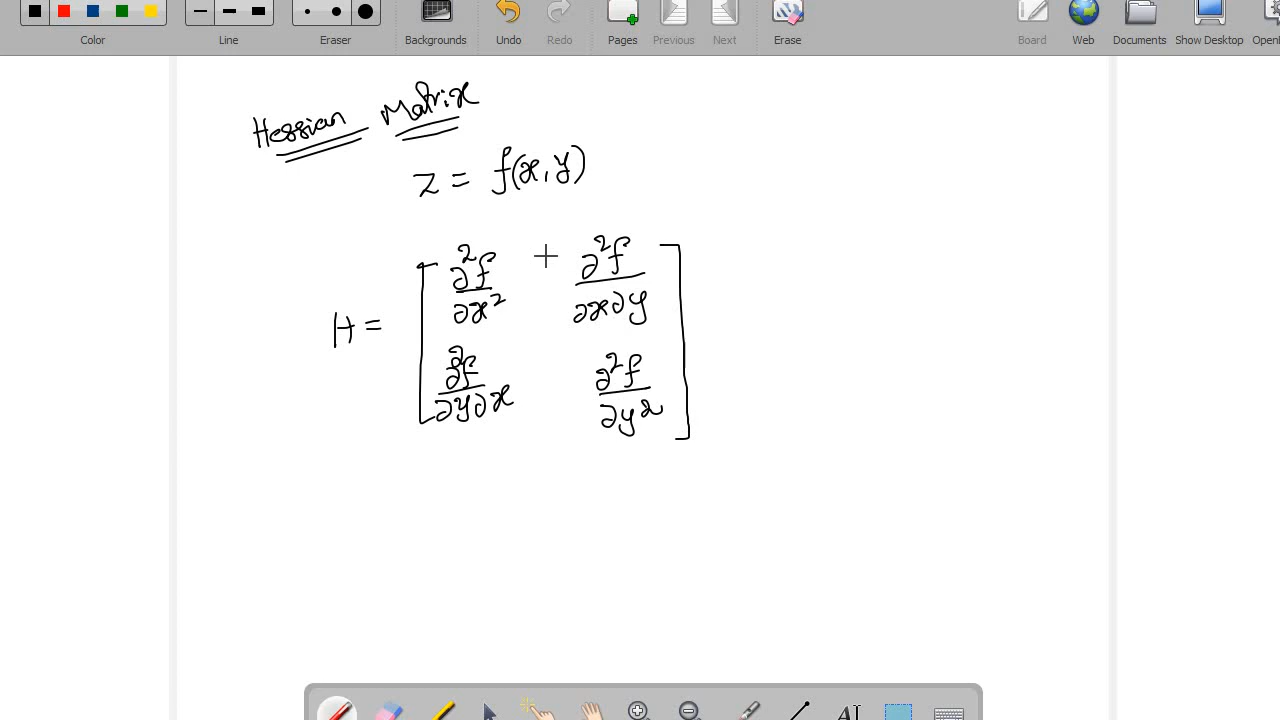 Color Line Eraser Backgrounds Undo Redo Pages Previous Next Erase Board Web Documents Show Desktop Open
Hessian Matrix
z = f(x, y)
H = [ ∂²f/∂x² ∂²f/∂x∂y
∂²f/∂y∂x ∂²f/∂y² ]